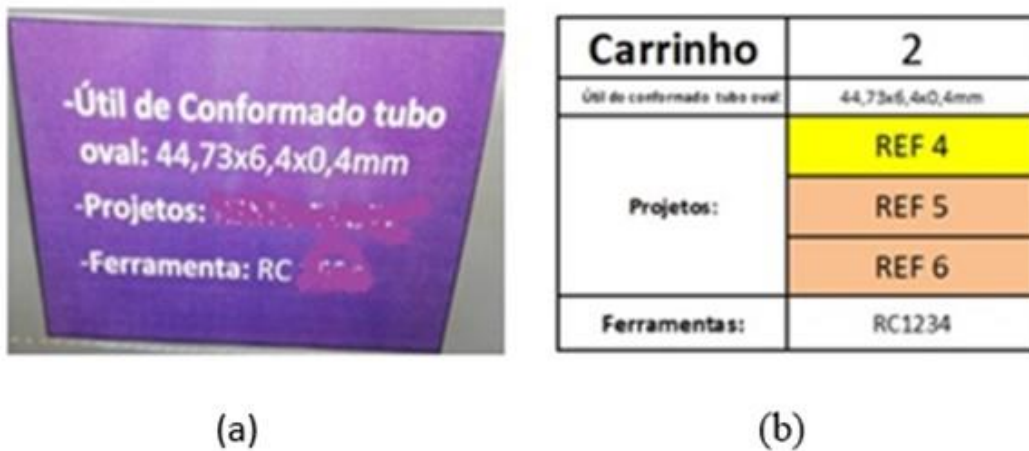 -Útil de Conformado tubo
oval: 44,73x6,4x0,4mm
-Projetos:
-Ferramenta: RC
Carrinho 2
Útil de conformado tubo oval: 44,73x6,4x0,4mm
Projetos:
REF 4
REF 5
REF 6
Ferramentas: RC1234
(a)
(b)